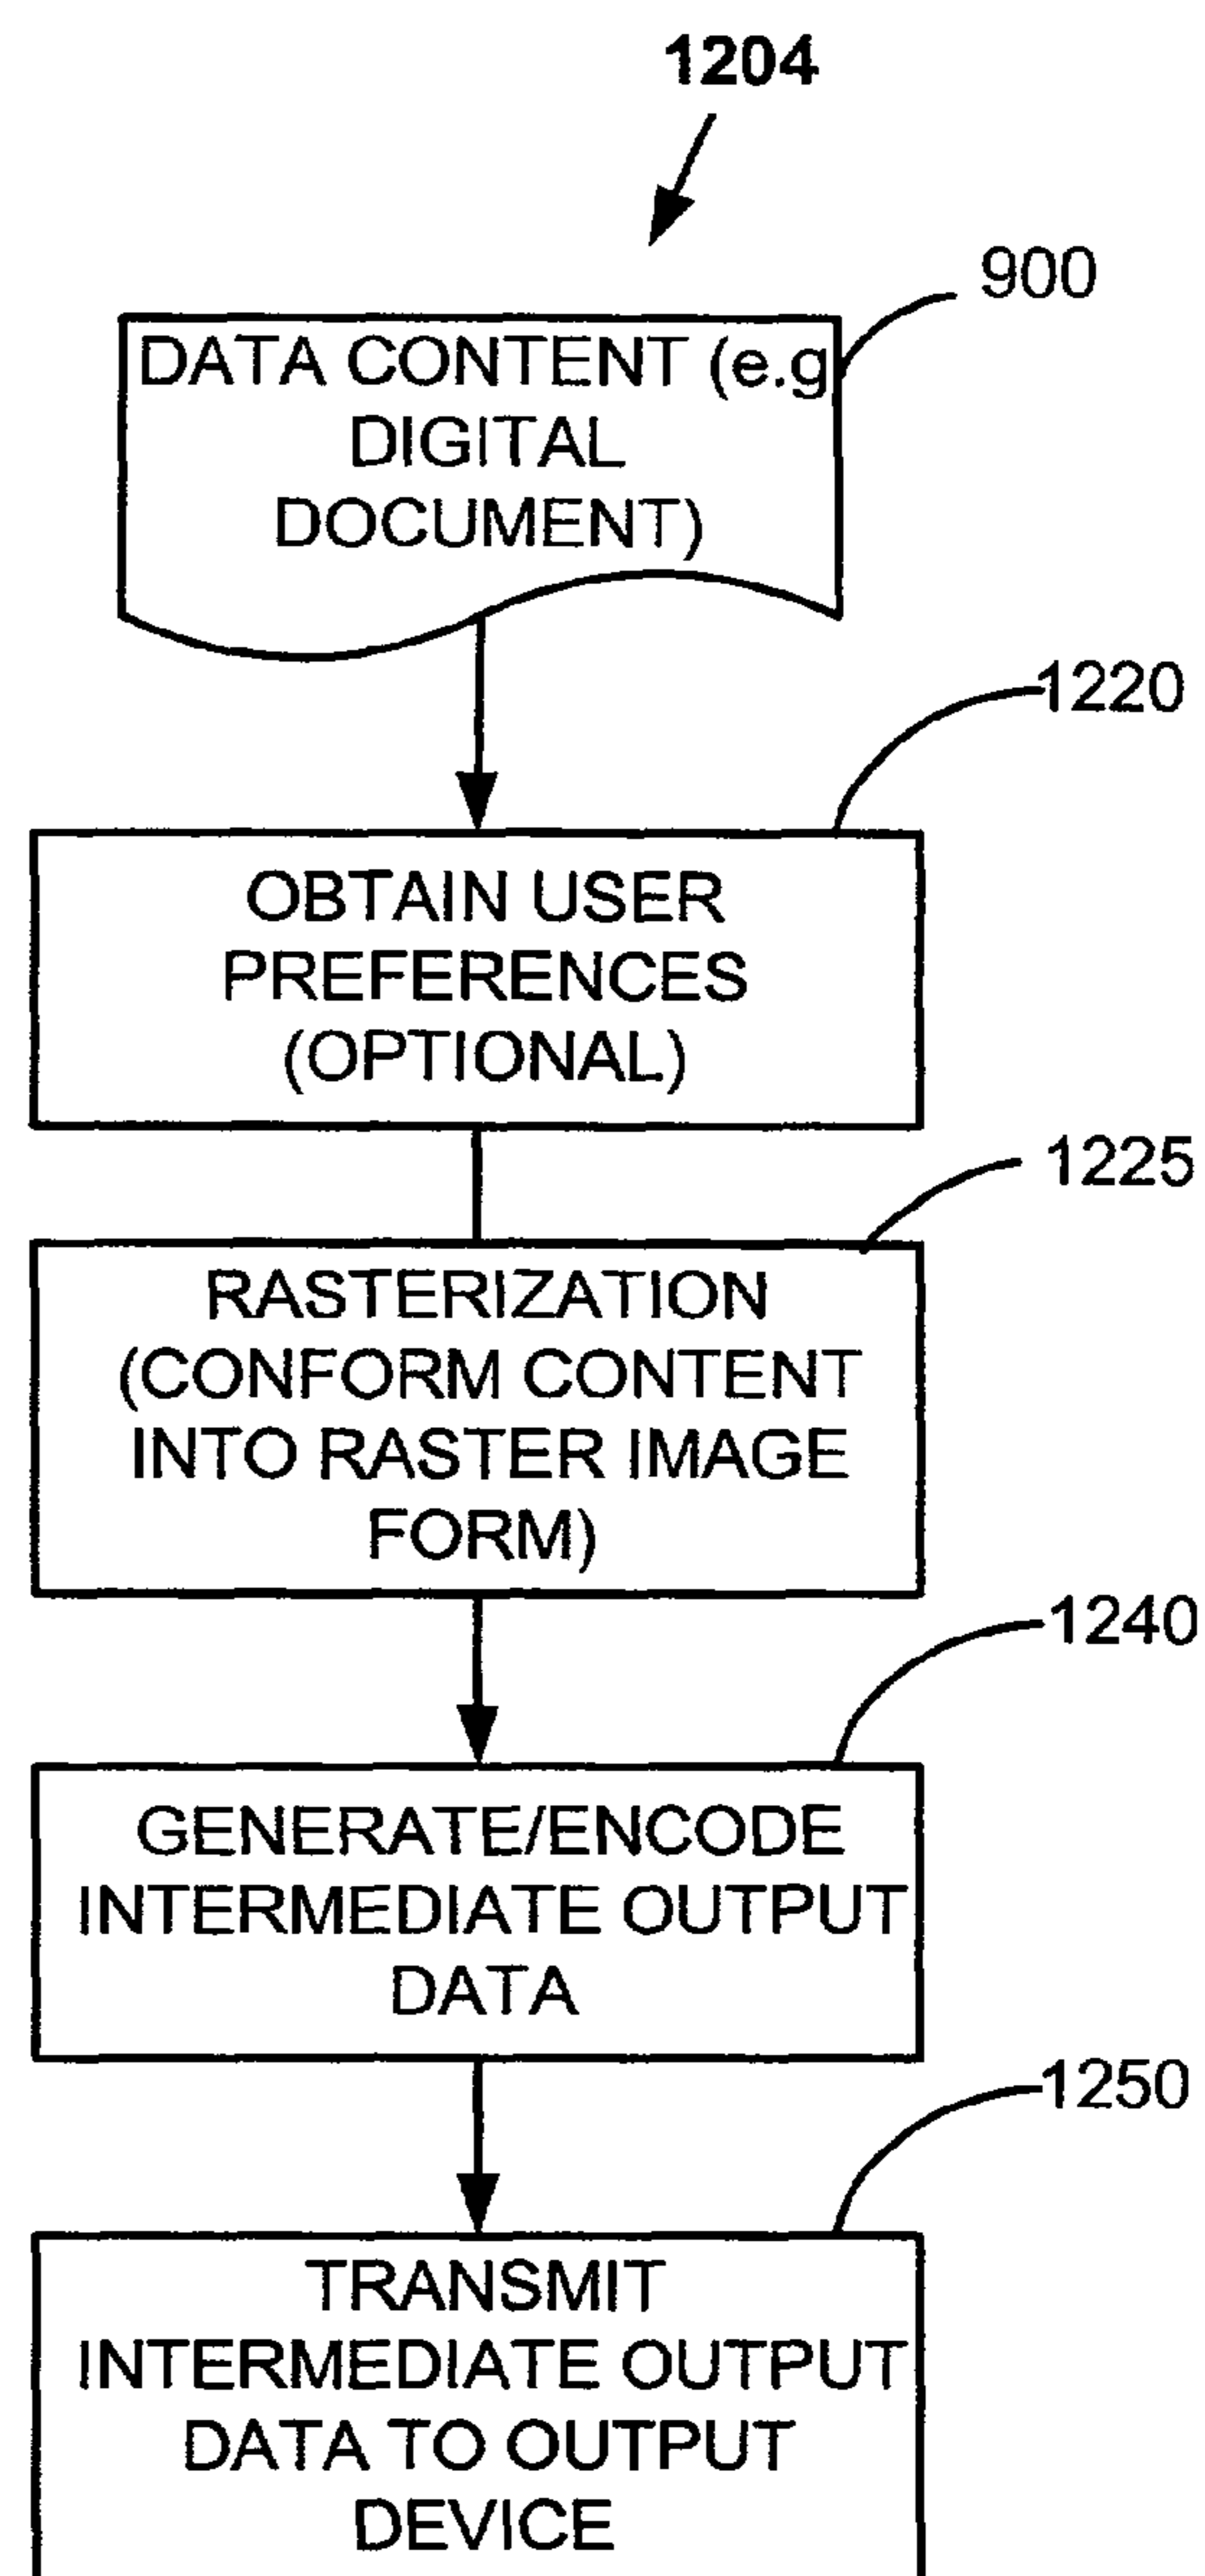 1204
900
DATA CONTENT (e.g
DIGITAL
DOCUMENT)
1220
OBTAIN USER
PREFERENCES
(OPTIONAL)
1225
RASTERIZATION
(CONFORM CONTENT
INTO RASTER IMAGE
FORM)
1240
GENERATE/ENCODE
INTERMEDIATE OUTPUT
DATA
1250
TRANSMIT
INTERMEDIATE OUTPUT
DATA TO OUTPUT
DEVICE